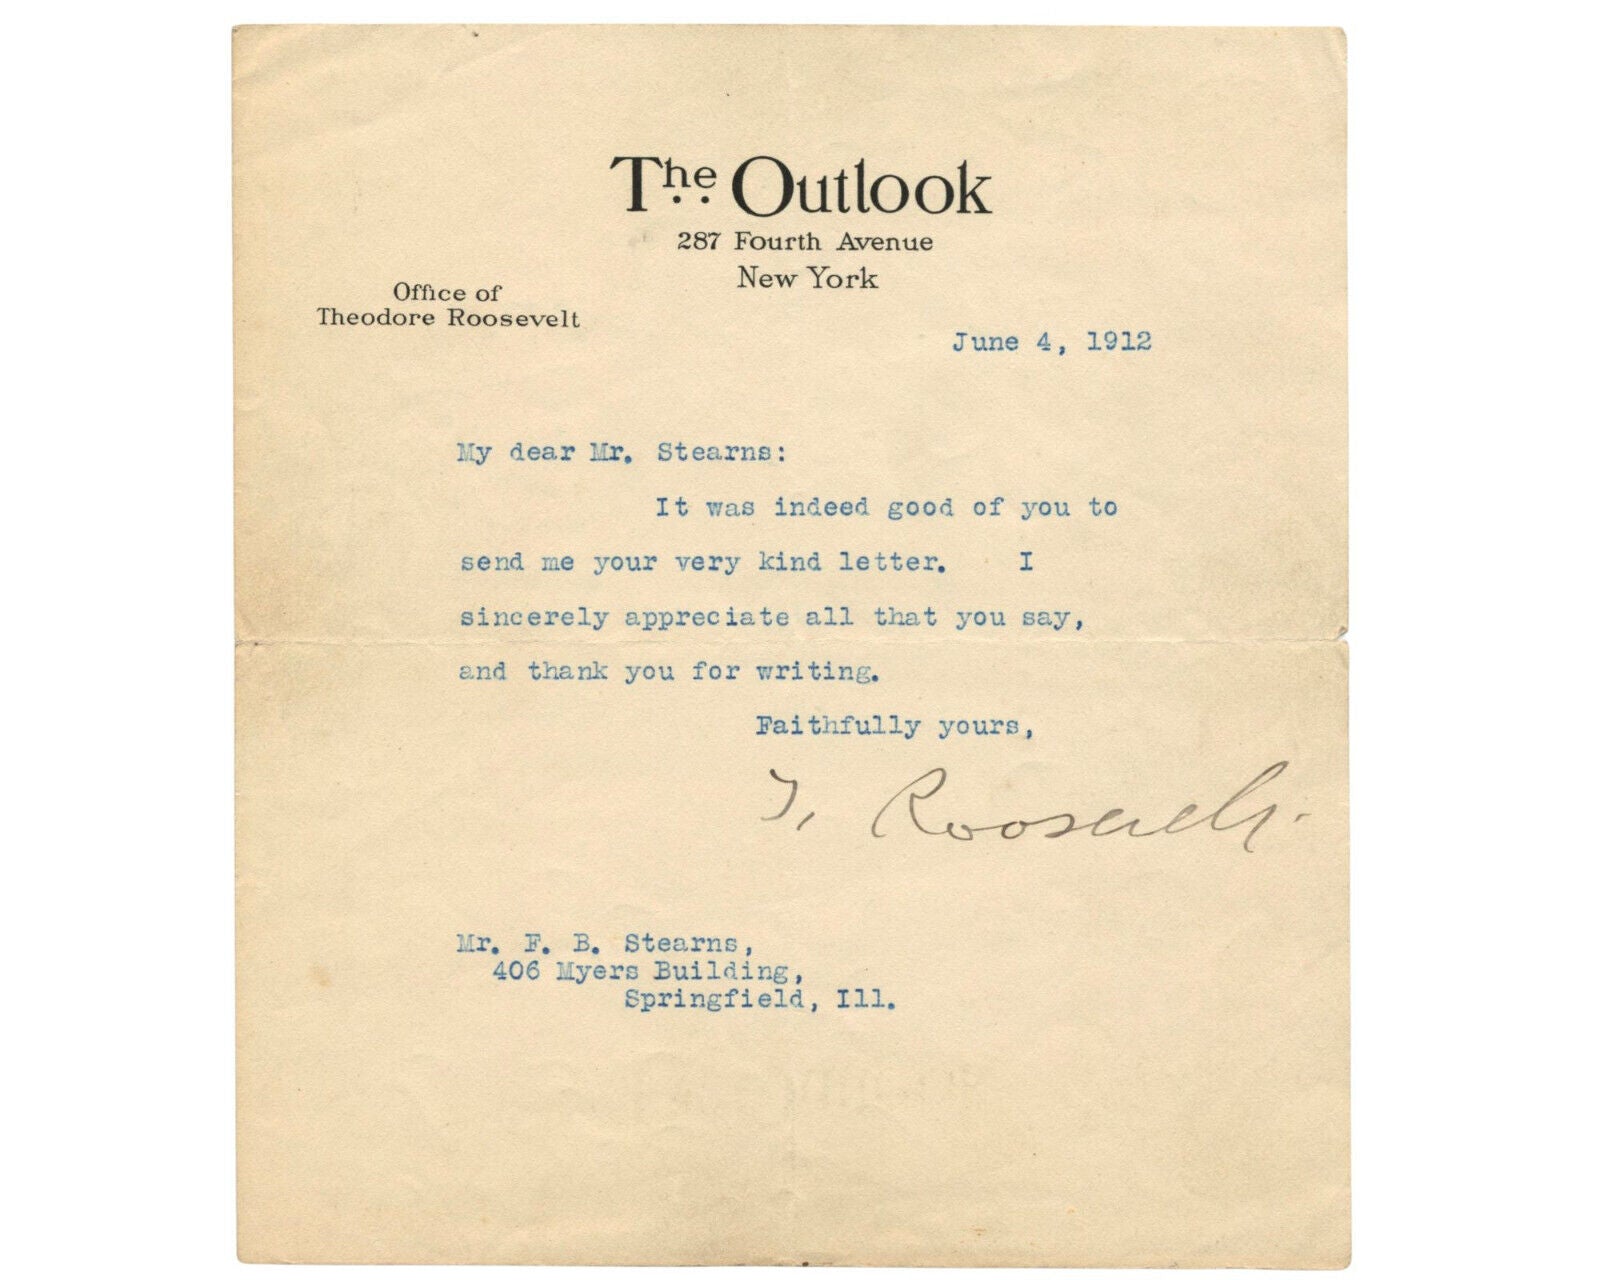 The Outlook
287 Fourth Avenue
New York
Office of
Theodore Roosevelt
June 4, 1912
My dear Mr. Stearns:
It was indeed good of you to
send me your very kind letter. I
sincerely appreciate all that you say,
and thank you for writing.
Faithfully yours,
T. Roosevelt.
Mr. F. B. Stearns,
406 Myers Building,
Springfield, Ill.